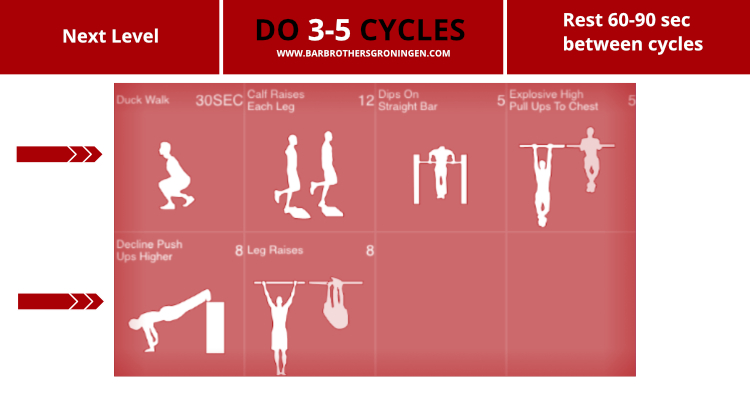 Next Level
DO 3-5 CYCLES
WWW.BARBROTHERSGRONINGEN.COM
Rest 60-90 sec
between cycles
Duck Walk 30SEC
Calf Raises
Each Leg 12
Dips On
Straight Bar 5
Explosive High
Pull Ups To Chest 5
Decline Push
Ups Higher 8
Leg Raises 8